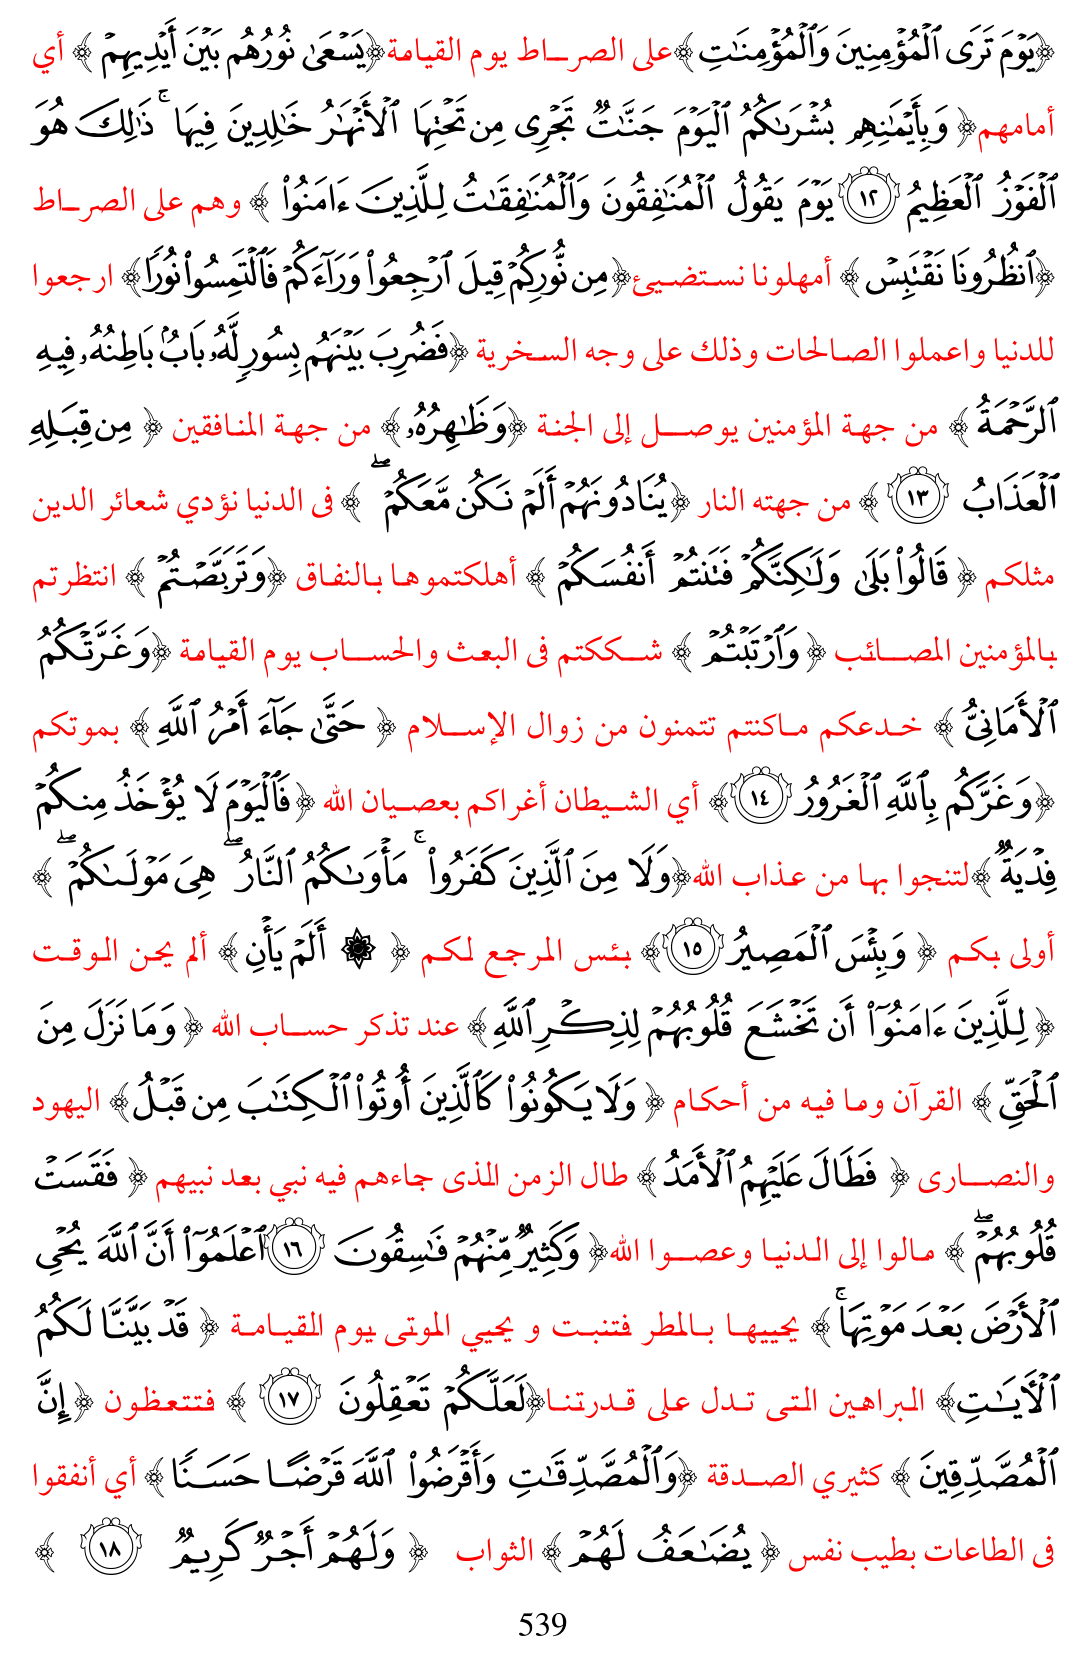 ﴿يَوْمَ تَرَى ٱلْمُؤْمِنِينَ وَٱلْمُؤْمِنَٰتِ﴾على الصراط يوم القيامة﴿يَسْعَىٰ نُورُهُم بَيْنَ أَيْدِيهِمْ ﴾ أي
أمامهم﴿ وَبِأَيْمَٰنِهِم بُشْرَىٰكُمُ ٱلْيَوْمَ جَنَّٰتٌ تَجْرِى مِن تَحْتِهَا ٱلْأَنْهَٰرُ خَٰلِدِينَ فِيهَا ۚ ذَٰلِكَ هُوَ
ٱلْفَوْزُ ٱلْعَظِيمُ ١٢ يَوْمَ يَقُولُ ٱلْمُنَٰفِقُونَ وَٱلْمُنَٰفِقَٰتُ لِلَّذِينَ ءَامَنُوا۟ ﴾ وهم على الصراط
﴿ٱنظُرُونَا نَقْتَبِسْ ﴾ أمهلونا نستضيئ﴿مِن نُّورِكُمْ قِيلَ ٱرْجِعُوا۟ وَرَآءَكُمْ فَٱلْتَمِسُوا۟ نُورًا﴾ ارجعوا
للدنيا واعملوا الصالحات وذلك على وجه السخرية ﴿فَضُرِبَ بَيْنَهُم بِسُورٍ لَّهُۥ بَابٌۢ بَاطِنُهُۥ فِيهِ
ٱلرَّحْمَةُ ﴾ من جهة المؤمنين يوصل إلى الجنة ﴿وَظَٰهِرُهُۥ﴾ من جهة المنافقين ﴿ مِن قِبَلِهِ
ٱلْعَذَابُ ١٣ ﴾ من جهته النار ﴿يُنَادُونَهُمْ أَلَمْ نَكُن مَّعَكُمْ ۖ ﴾ فى الدنيا نؤدي شعائر الدين
مثلكم ﴿ قَالُوا۟ بَلَىٰ وَلَٰكِنَّكُمْ فَتَنتُمْ أَنفُسَكُمْ ﴾ أهلكتموها بالنفاق ﴿وَتَرَبَّصْتُمْ ﴾ انتظرتم
بالمؤمنين المصائب ﴿ وَٱرْتَبْتُمْ ﴾ شككتم فى البعث والحساب يوم القيامة ﴿وَغَرَّتْكُمُ
ٱلْأَمَانِىُّ ﴾ خدعكم ماكنتم تتمنون من زوال الإسلام ﴿ حَتَّىٰ جَآءَ أَمْرُ ٱللَّهِ ﴾ بموتكم
﴿وَغَرَّكُم بِٱللَّهِ ٱلْغَرُورُ ١٤﴾ أي الشيطان أغراكم بعصيان الله ﴿فَٱلْيَوْمَ لَا يُؤْخَذُ مِنكُمْ
فِدْيَةٌ ﴾لتنجوا بها من عذاب الله﴿وَلَا مِنَ ٱلَّذِينَ كَفَرُوا۟ ۚ مَأْوَىٰكُمُ ٱلنَّارُ ۖ هِىَ مَوْلَىٰكُمْ ۖ ﴾
أولى بكم ﴿ وَبِئْسَ ٱلْمَصِيرُ ١٥﴾ بئس المرجع لكم ﴿ ۞ أَلَمْ يَأْنِ ﴾ ألم يحن الوقت
﴿ لِلَّذِينَ ءَامَنُوٓا۟ أَن تَخْشَعَ قُلُوبُهُمْ لِذِكْرِ ٱللَّهِ﴾ عند تذكر حساب الله ﴿ وَمَا نَزَلَ مِنَ
ٱلْحَقِّ ﴾ القرآن وما فيه من أحكام ﴿ وَلَا يَكُونُوا۟ كَٱلَّذِينَ أُوتُوا۟ ٱلْكِتَٰبَ مِن قَبْلُ﴾ اليهود
والنصارى ﴿ فَطَالَ عَلَيْهِمُ ٱلْأَمَدُ ﴾ طال الزمن الذى جاءهم فيه نبي بعد نبيهم ﴿ فَقَسَتْ
قُلُوبُهُمْ ۖ ﴾ مالوا إلى الدنيا وعصوا الله﴿ وَكَثِيرٌ مِّنْهُمْ فَٰسِقُونَ ١٦ ٱعْلَمُوٓا۟ أَنَّ ٱللَّهَ يُحْىِ
ٱلْأَرْضَ بَعْدَ مَوْتِهَا ۚ﴾ يحييها بالمطر فتنبت و يحيي الموتى يوم القيامة ﴿ قَدْ بَيَّنَّا لَكُمُ
ٱلْءَايَٰتِ﴾ البراهين التى تدل على قدرتنا﴿لَعَلَّكُمْ تَعْقِلُونَ ١٧ ﴾ فتتعظون ﴿ إِنَّ
ٱلْمُصَّدِّقِينَ ﴾ كثيري الصدقة ﴿وَٱلْمُصَّدِّقَٰتِ وَأَقْرَضُوا۟ ٱللَّهَ قَرْضًا حَسَنًا ﴾ أي أنفقوا
فى الطاعات بطيب نفس ﴿ يُضَٰعَفُ لَهُمْ ﴾ الثواب ﴿ وَلَهُمْ أَجْرٌ كَرِيمٌ ١٨ ﴾
539